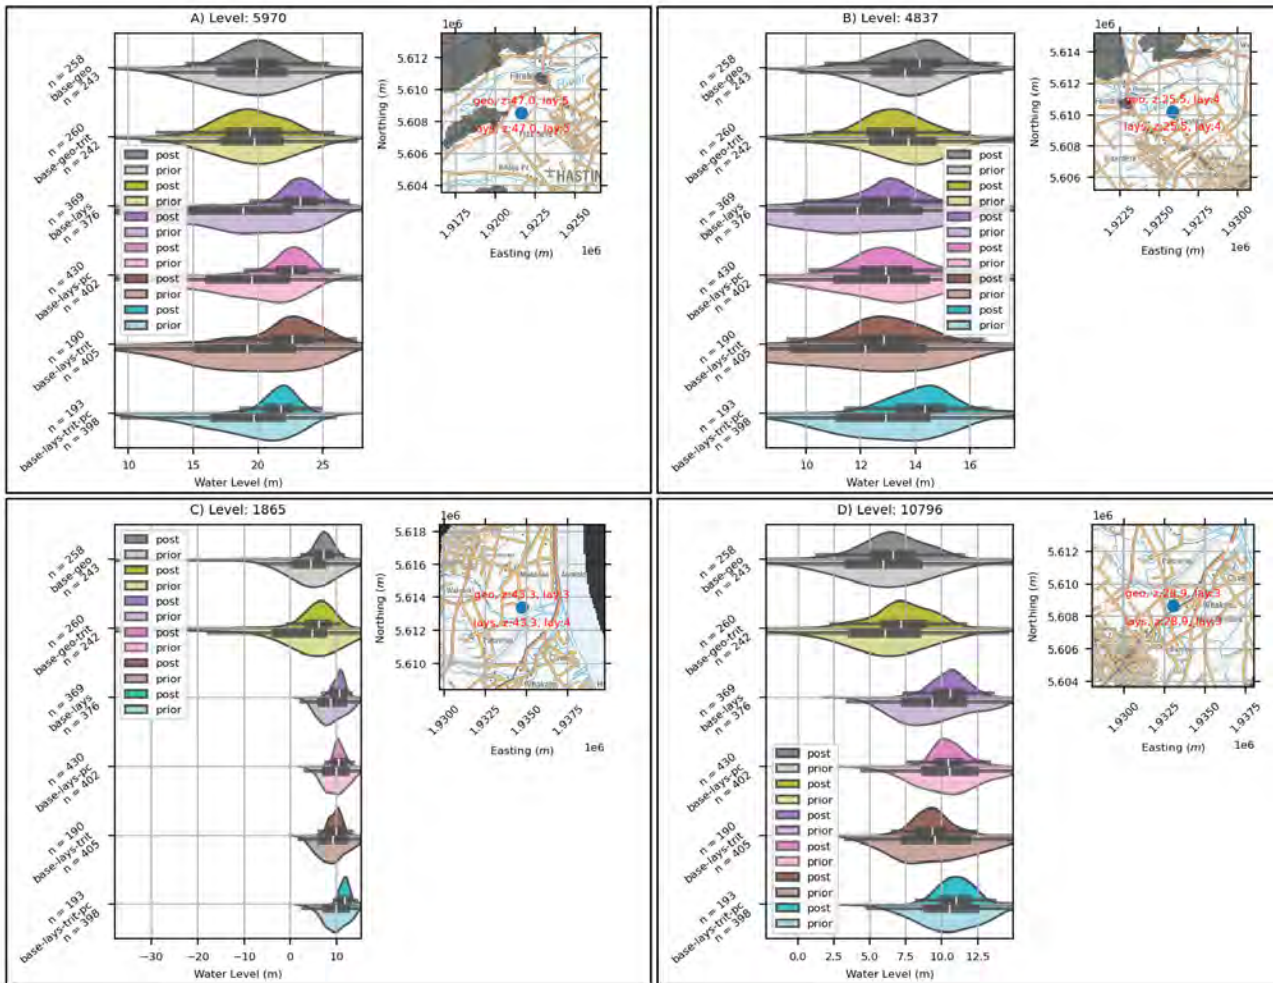 A) Level: 5970
n = 258
base-geo
n = 243
n = 260
base-geo-trit
n = 242
n = 369
base-lays
n = 376
n = 430
base-lays-pc
n = 402
n = 190
base-lays-trit
n = 405
n = 193
base-lays-trit-pc
n = 398
post
prior
post
prior
post
prior
post
prior
post
prior
post
prior
10 15 20 25
Water Level (m)
1e6
5.612
5.610
5.608
5.606
5.604
Northing (m)
geo, z:47.0, lay:5
lays, z:47.0, lay:5
HASTIN
1.9175
1.9200
1.9225
1.9250
1e6
Easting (m)
B) Level: 4837
n = 258
base-geo
n = 243
n = 260
base-geo-trit
n = 242
n = 369
base-lays
n = 376
n = 430
base-lays-pc
n = 402
n = 190
base-lays-trit
n = 405
n = 193
base-lays-trit-pc
n = 398
post
prior
post
prior
post
prior
post
prior
post
prior
post
prior
10 12 14 16
Water Level (m)
1e6
5.614
5.612
5.610
5.608
5.606
Northing (m)
geo, z:25.5, lay:4
lays, z:25.5, lay:4
1.9225
1.9250
1.9275
1.9300
1e6
Easting (m)
C) Level: 1865
n = 258
base-geo
n = 243
n = 260
base-geo-trit
n = 242
n = 369
base-lays
n = 376
n = 430
base-lays-pc
n = 402
n = 190
base-lays-trit
n = 405
n = 193
base-lays-trit-pc
n = 398
post
prior
post
prior
post
prior
post
prior
post
prior
post
prior
−30 −20 −10 0 10
Water Level (m)
1e6
5.618
5.616
5.614
5.612
5.610
Northing (m)
geo, z:43.3, lay:3
lays, z:43.3, lay:4
1.9300
1.9325
1.9350
1.9375
1e6
Easting (m)
D) Level: 10796
n = 258
base-geo
n = 243
n = 260
base-geo-trit
n = 242
n = 369
base-lays
n = 376
n = 430
base-lays-pc
n = 402
n = 190
base-lays-trit
n = 405
n = 193
base-lays-trit-pc
n = 398
post
prior
post
prior
post
prior
post
prior
post
prior
post
prior
0.0 2.5 5.0 7.5 10.0 12.5
Water Level (m)
1e6
5.612
5.610
5.608
5.606
5.604
Northing (m)
geo, z:28.9, lay:3
lays, z:28.9, lay:3
1.9300
1.9325
1.9350
1.9375
1e6
Easting (m)